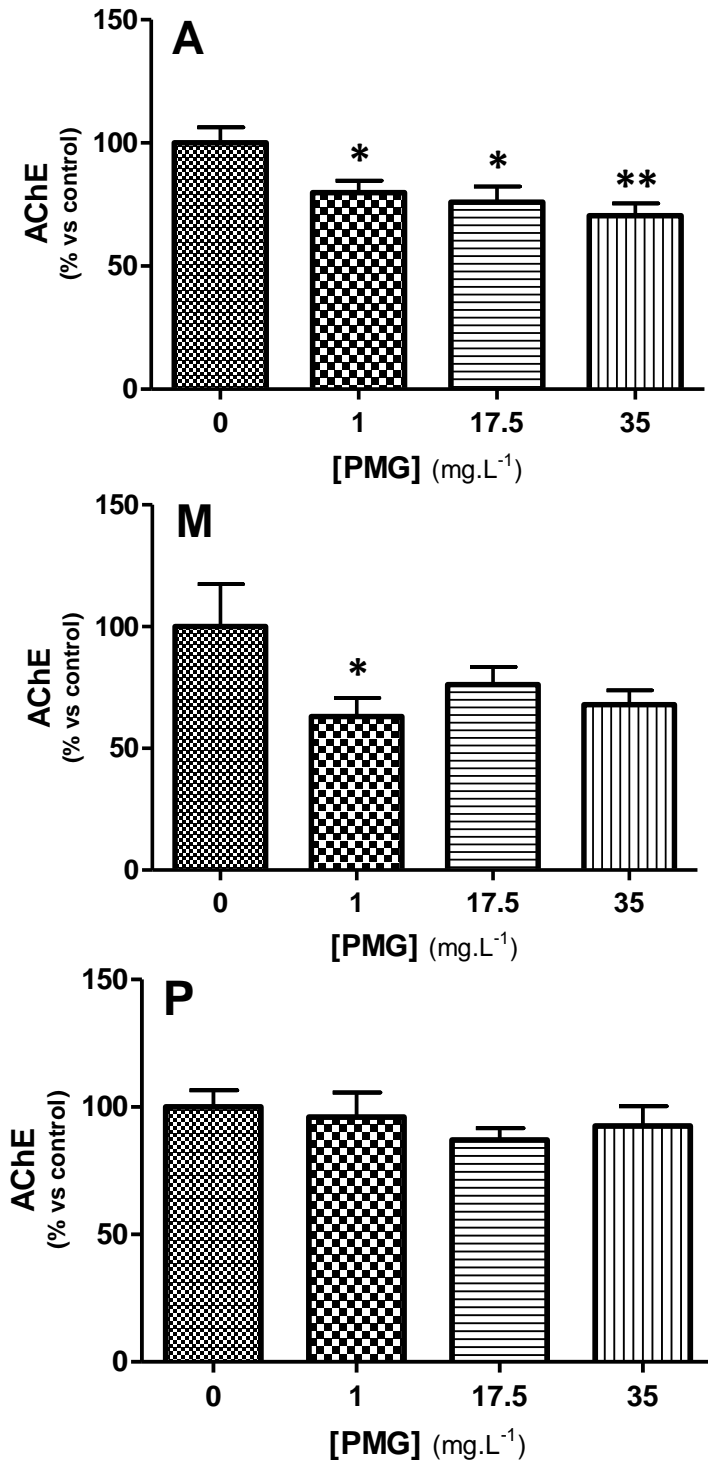 A
AChE
(% vs control)
150
100
50
0
* * **
0 1 17.5 35
[PMG] (mg.L⁻¹)
M
AChE
(% vs control)
150
100
50
0
*
0 1 17.5 35
[PMG] (mg.L⁻¹)
P
AChE
(% vs control)
150
100
50
0
0 1 17.5 35
[PMG] (mg.L⁻¹)